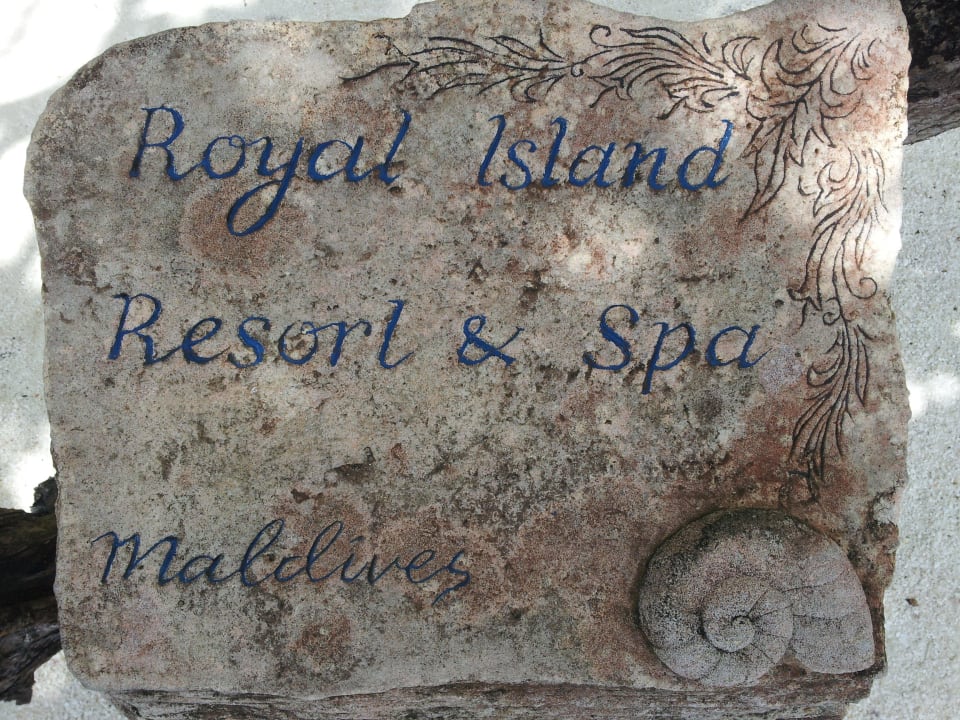 Royal Island
Resort & Spa
Maldives